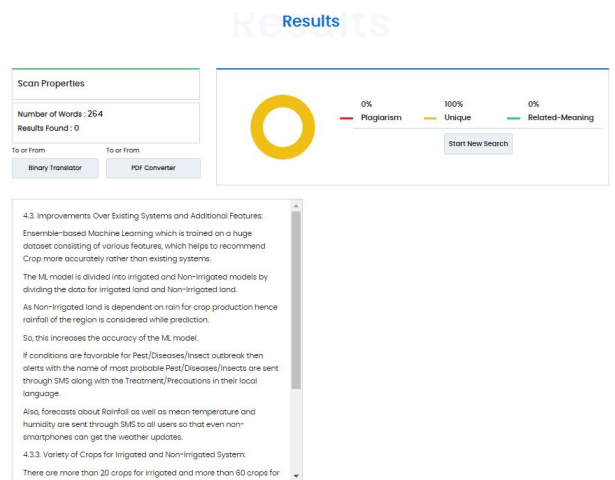 Results
Scan Properties
Number of Words : 264
Results Found : 0
To or From
To or From
Binary Translator
PDF Converter
0%
Plagiarism
100%
Unique
0%
Related-Meaning
Start New Search
4.3. Improvements Over Existing Systems and Additional Features:
Ensemble-based Machine Learning which is trained on a huge
dataset consisting of various features, which helps to recommend
Crop more accurately rather than existing systems.
The ML model is divided into irrigated and Non-Irrigated models by
dividing the data for irrigated land and Non-Irrigated land.
As Non-Irrigated land is dependent on rain for crop production hence
rainfall of the region is considered while prediction.
So, this increases the accuracy of the ML model.
If conditions are favorable for Pest/Diseases/Insect outbreak then
alerts with the name of most probable Pest/Diseases/Insects are sent
through SMS along with the Treatment/Precautions in their local
language.
Also, forecasts about Rainfall as well as mean temperature and
humidity are sent through SMS to all users so that even non-
smartphones can get the weather updates.
4.3.3. Variety of Crops for Irrigated and Non-Irrigated System:
There are more than 20 crops for irrigated and more than 60 crops for